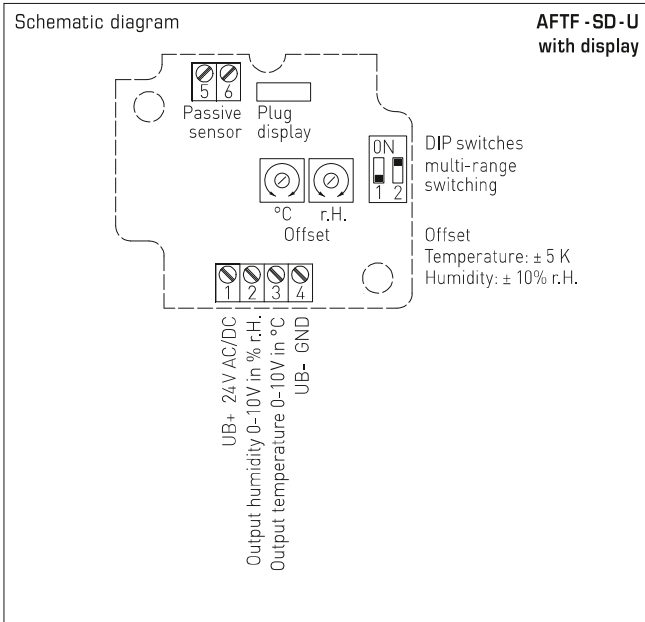 Schematic diagram
AFTF - SD - U
with display
5 6
Passive
sensor
Plug
display
ON
1 2
DIP switches
multi-range
switching
°C r.H.
Offset
Offset
Temperature: ± 5 K
Humidity: ± 10% r.H.
1 2 3 4
UB+ 24V AC/DC
Output humidity 0-10V in % r.H.
Output temperature 0-10V in °C
UB- GND